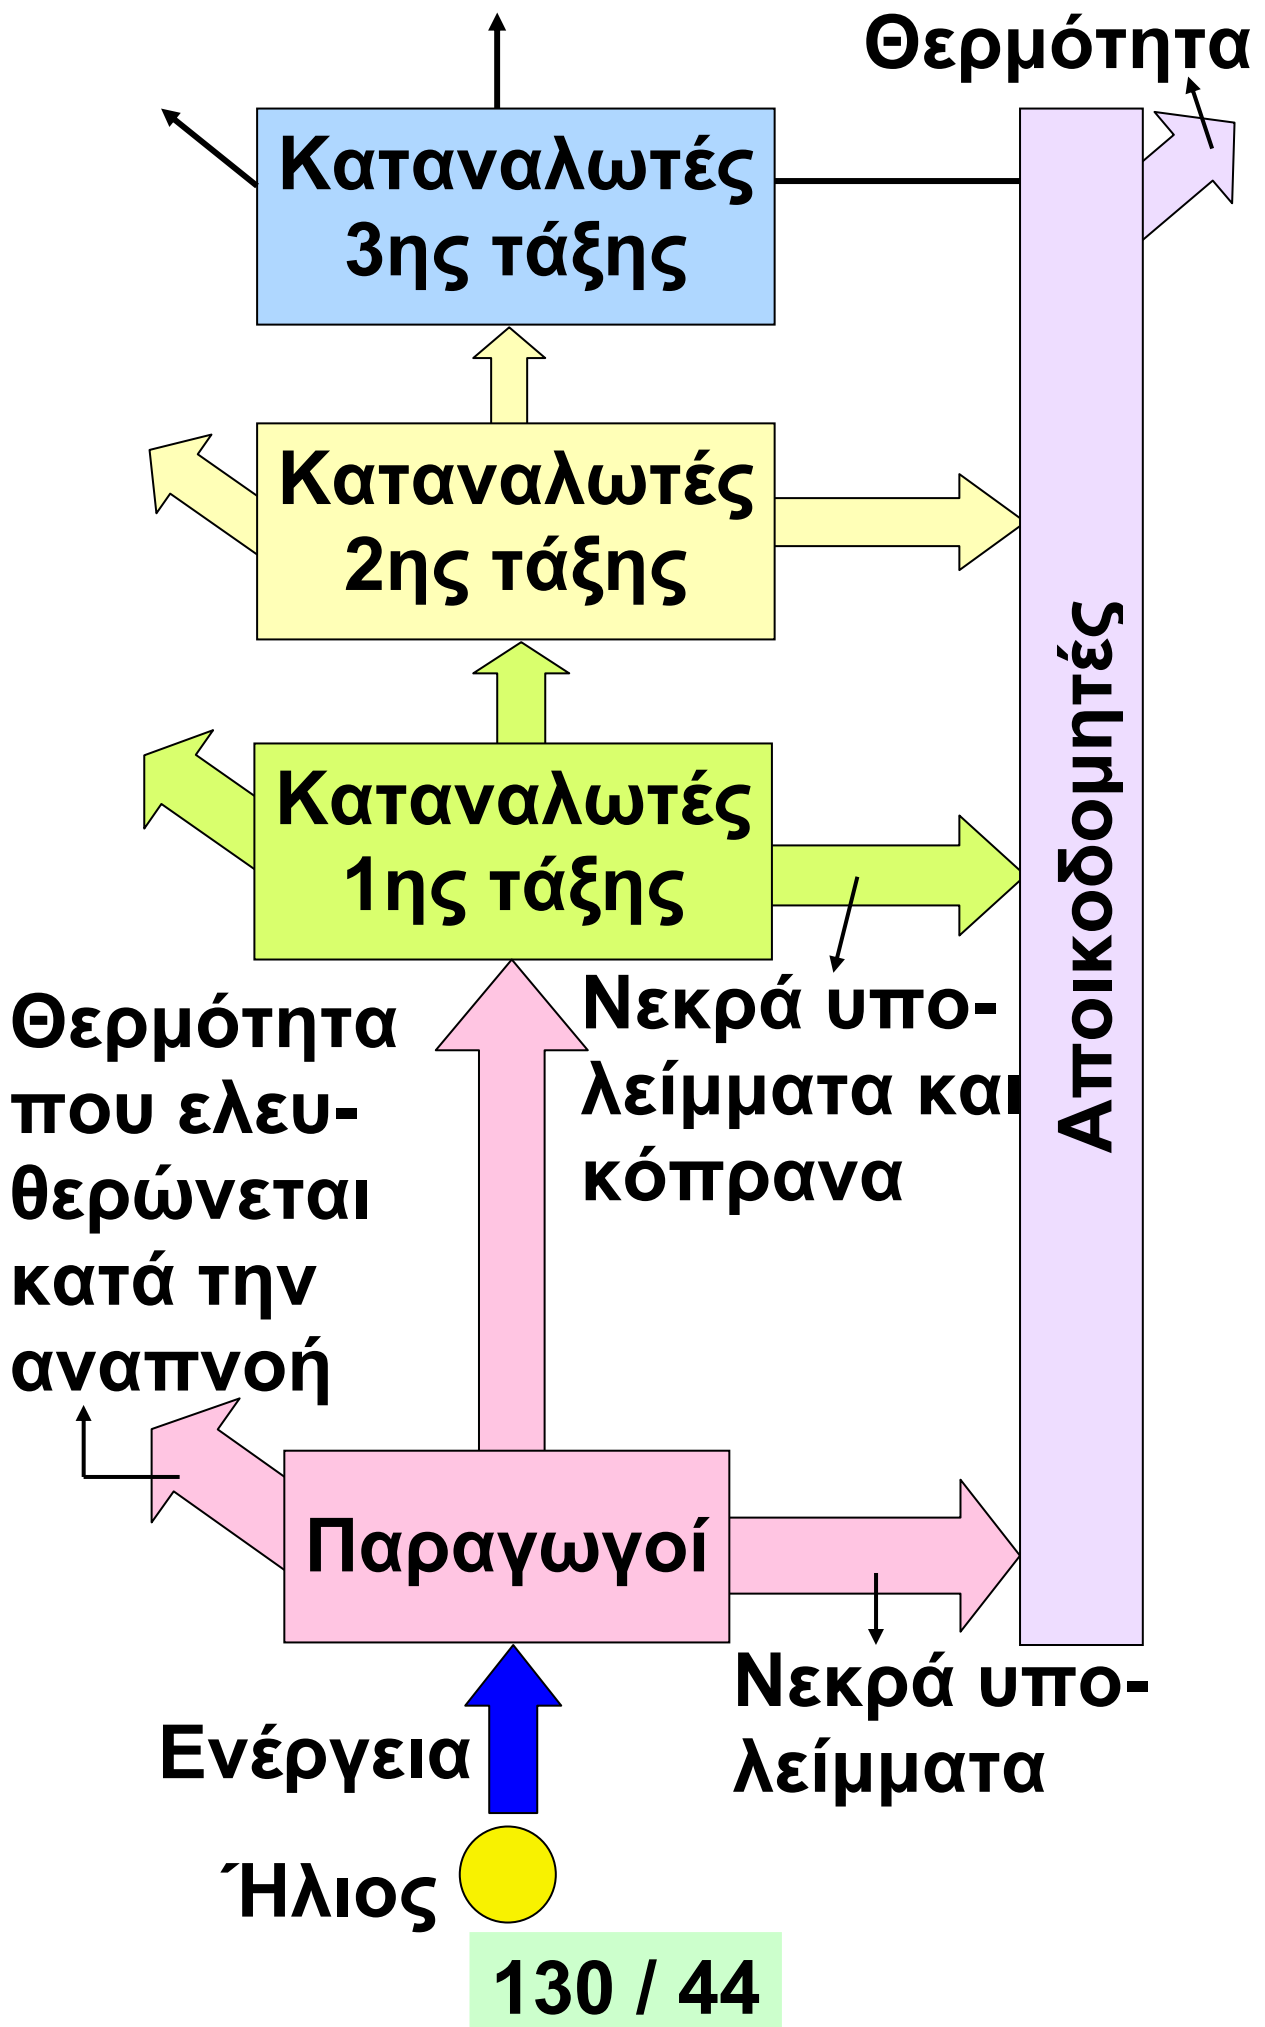 Θερμότητα
Καταναλωτές
3ης τάξης
Καταναλωτές
2ης τάξης
Καταναλωτές
1ης τάξης
Αποικοδομητές
Νεκρά υπο-
λείμματα και
κόπρανα
Θερμότητα
που ελευ-
θερώνεται
κατά την
αναπνοή
Παραγωγοί
Νεκρά υπο-
λείμματα
Ενέργεια
Ήλιος
130 / 44